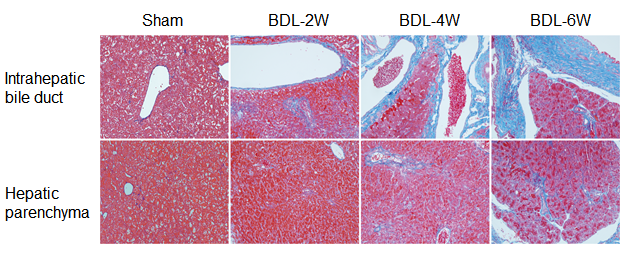 Sham BDL-2W BDL-4W BDL-6W
Intrahepatic
bile duct
Hepatic
parenchyma